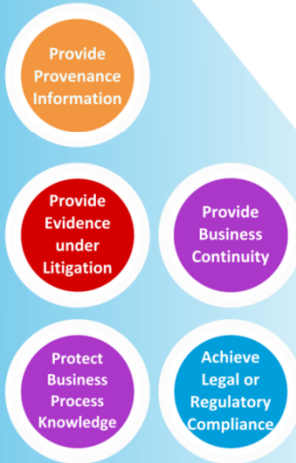 Provide
Provenance
Information
Provide
Evidence
under
Litigation
Provide
Business
Continuity
Protect
Business
Process
Knowledge
Achieve
Legal or
Regulatory
Compliance